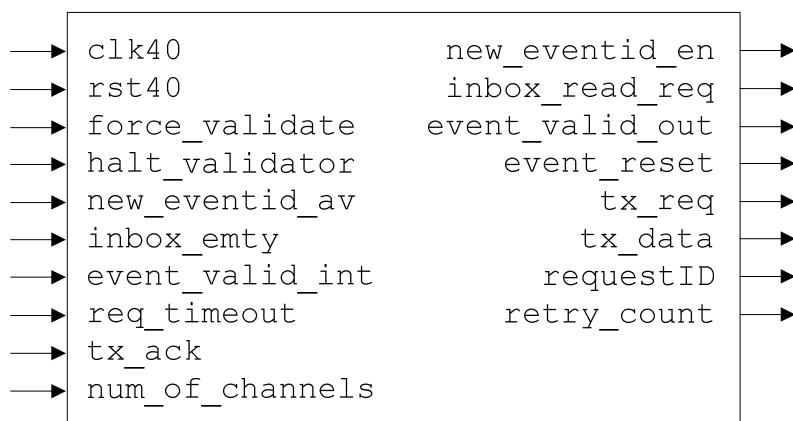 clk40 new_eventid_en
rst40 inbox_read_req
force_validate event_valid_out
halt_validator event_reset
new_eventid_av tx_req
inbox_emty tx_data
event_valid_int requestID
req_timeout retry_count
tx_ack
num_of_channels